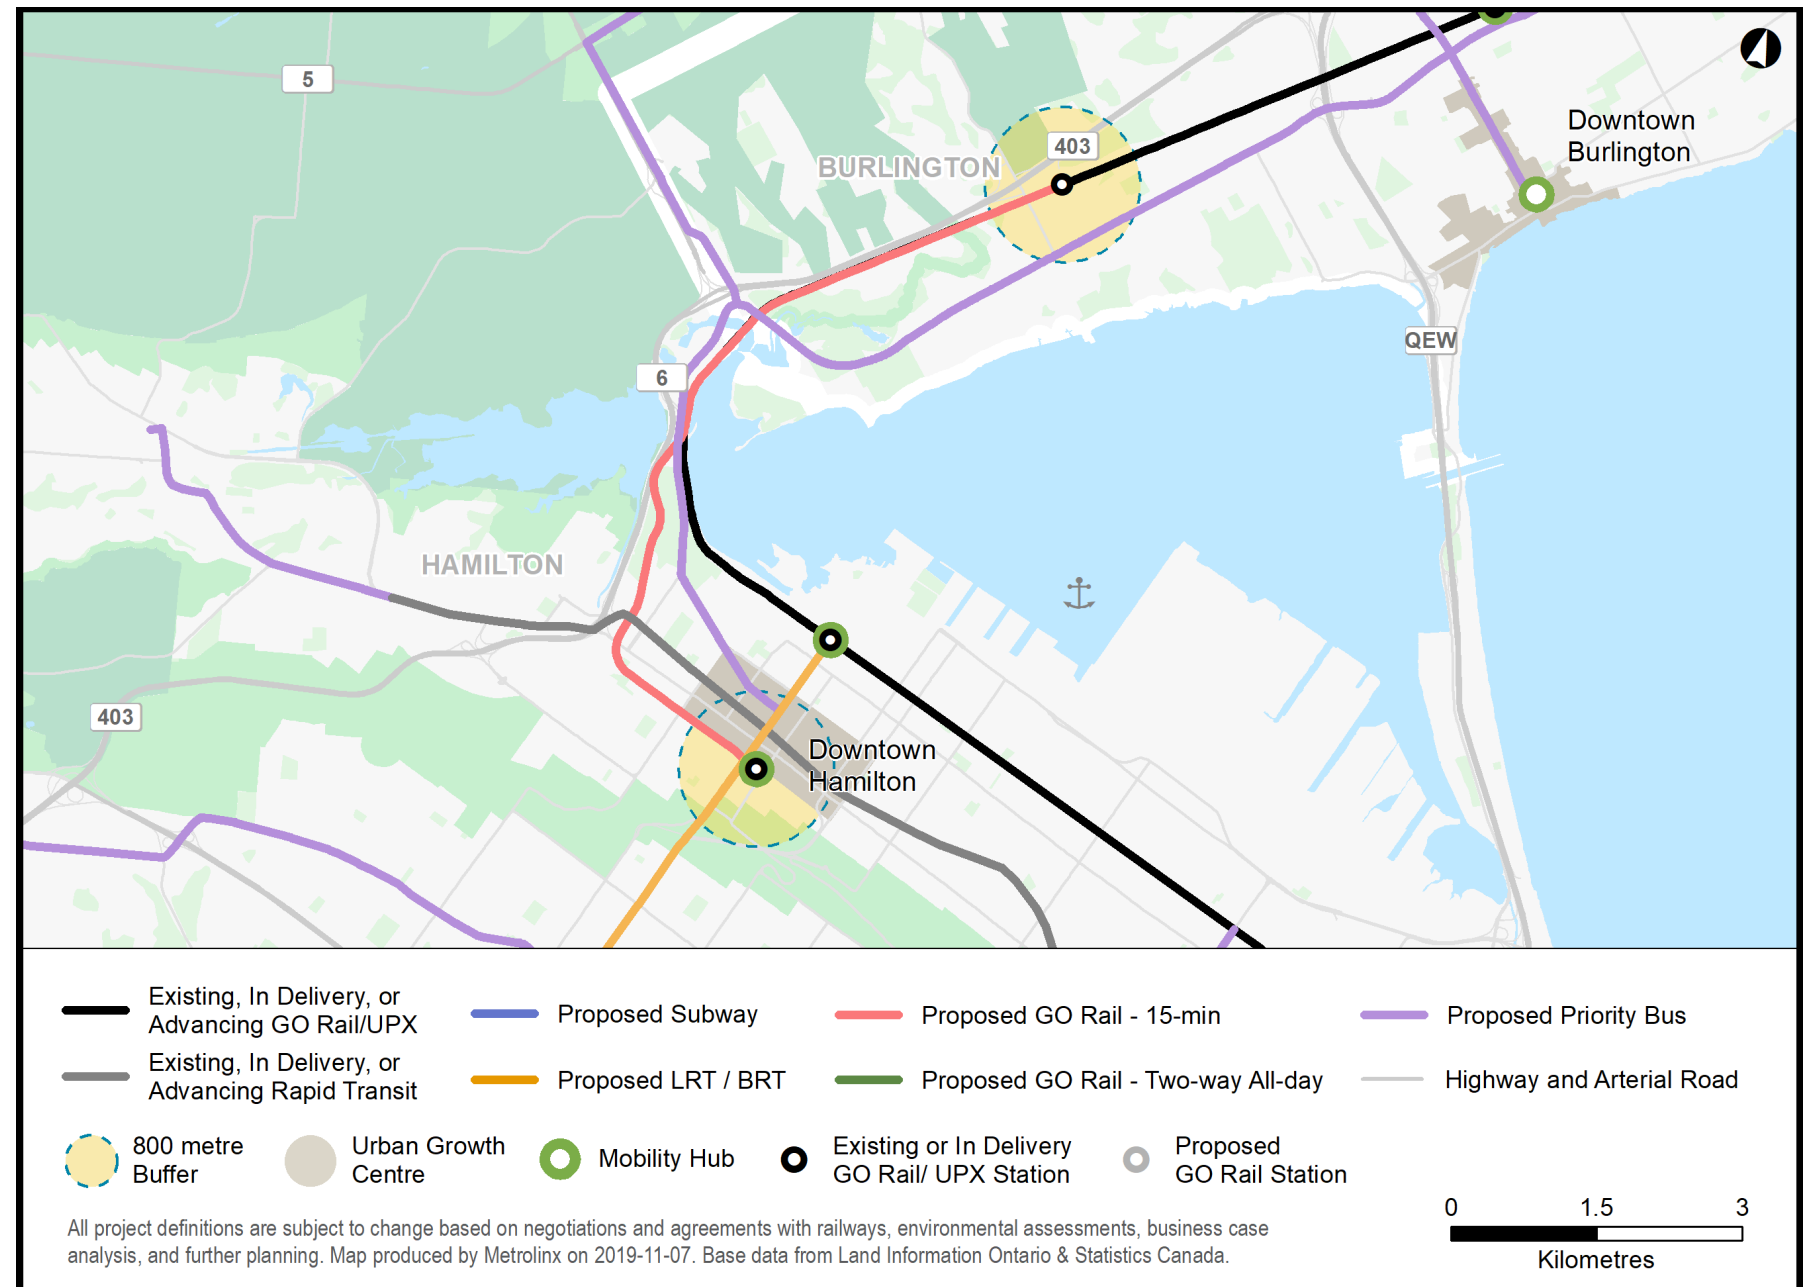 5
403
Downtown
Burlington
BURLINGTON
QEW
6
HAMILTON
403
Downtown
Hamilton
Existing, In Delivery, or
Advancing GO Rail/UPX
Proposed Subway
Proposed GO Rail - 15-min
Proposed Priority Bus
Existing, In Delivery, or
Advancing Rapid Transit
Proposed LRT / BRT
Proposed GO Rail - Two-way All-day
Highway and Arterial Road
800 metre
Buffer
Urban Growth
Centre
Mobility Hub
Existing or In Delivery
GO Rail/ UPX Station
Proposed
GO Rail Station
0 1.5 3
Kilometres
All project definitions are subject to change based on negotiations and agreements with railways, environmental assessments, business case
analysis, and further planning. Map produced by Metrolinx on 2019-11-07. Base data from Land Information Ontario & Statistics Canada.